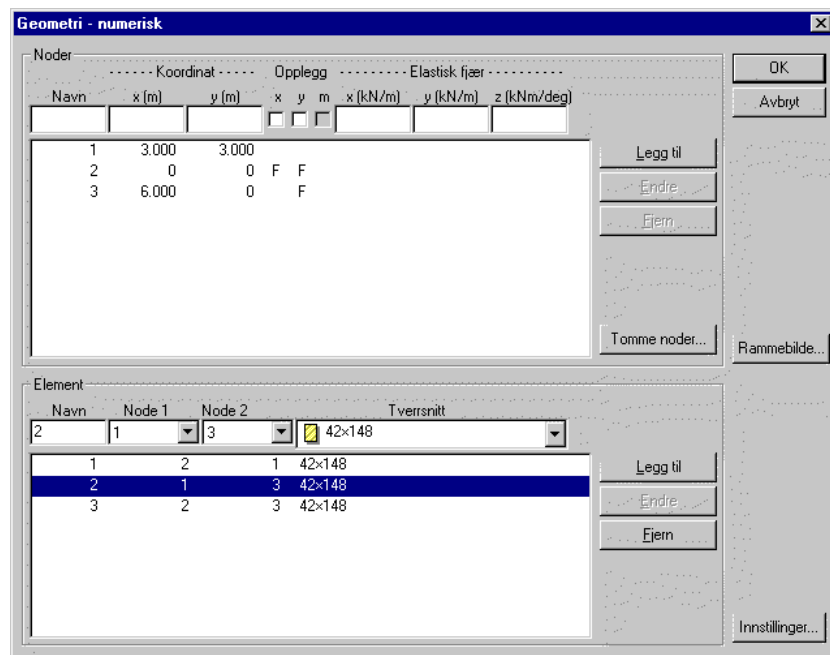 Geometri - numerisk
Noder
- - - - - - Koordinat - - - - - Opplegg - - - - - - - - - Elastisk fjær - - - - - - - - - -
Navn x (m) y (m) x y m x (kN/m) y (kN/m) z (kNm/deg)
1 3.000 3.000
2 0 0 F F
3 6.000 0 F
OK
Avbryt
Legg til
Endre
Fjern
Tomme noder...
Rammebilde...
Element
Navn Node 1 Node 2 Tverrsnitt
2 1 3 42×148
1 2 1 42×148
2 1 3 42×148
3 2 3 42×148
Legg til
Endre
Fjern
Innstillinger...